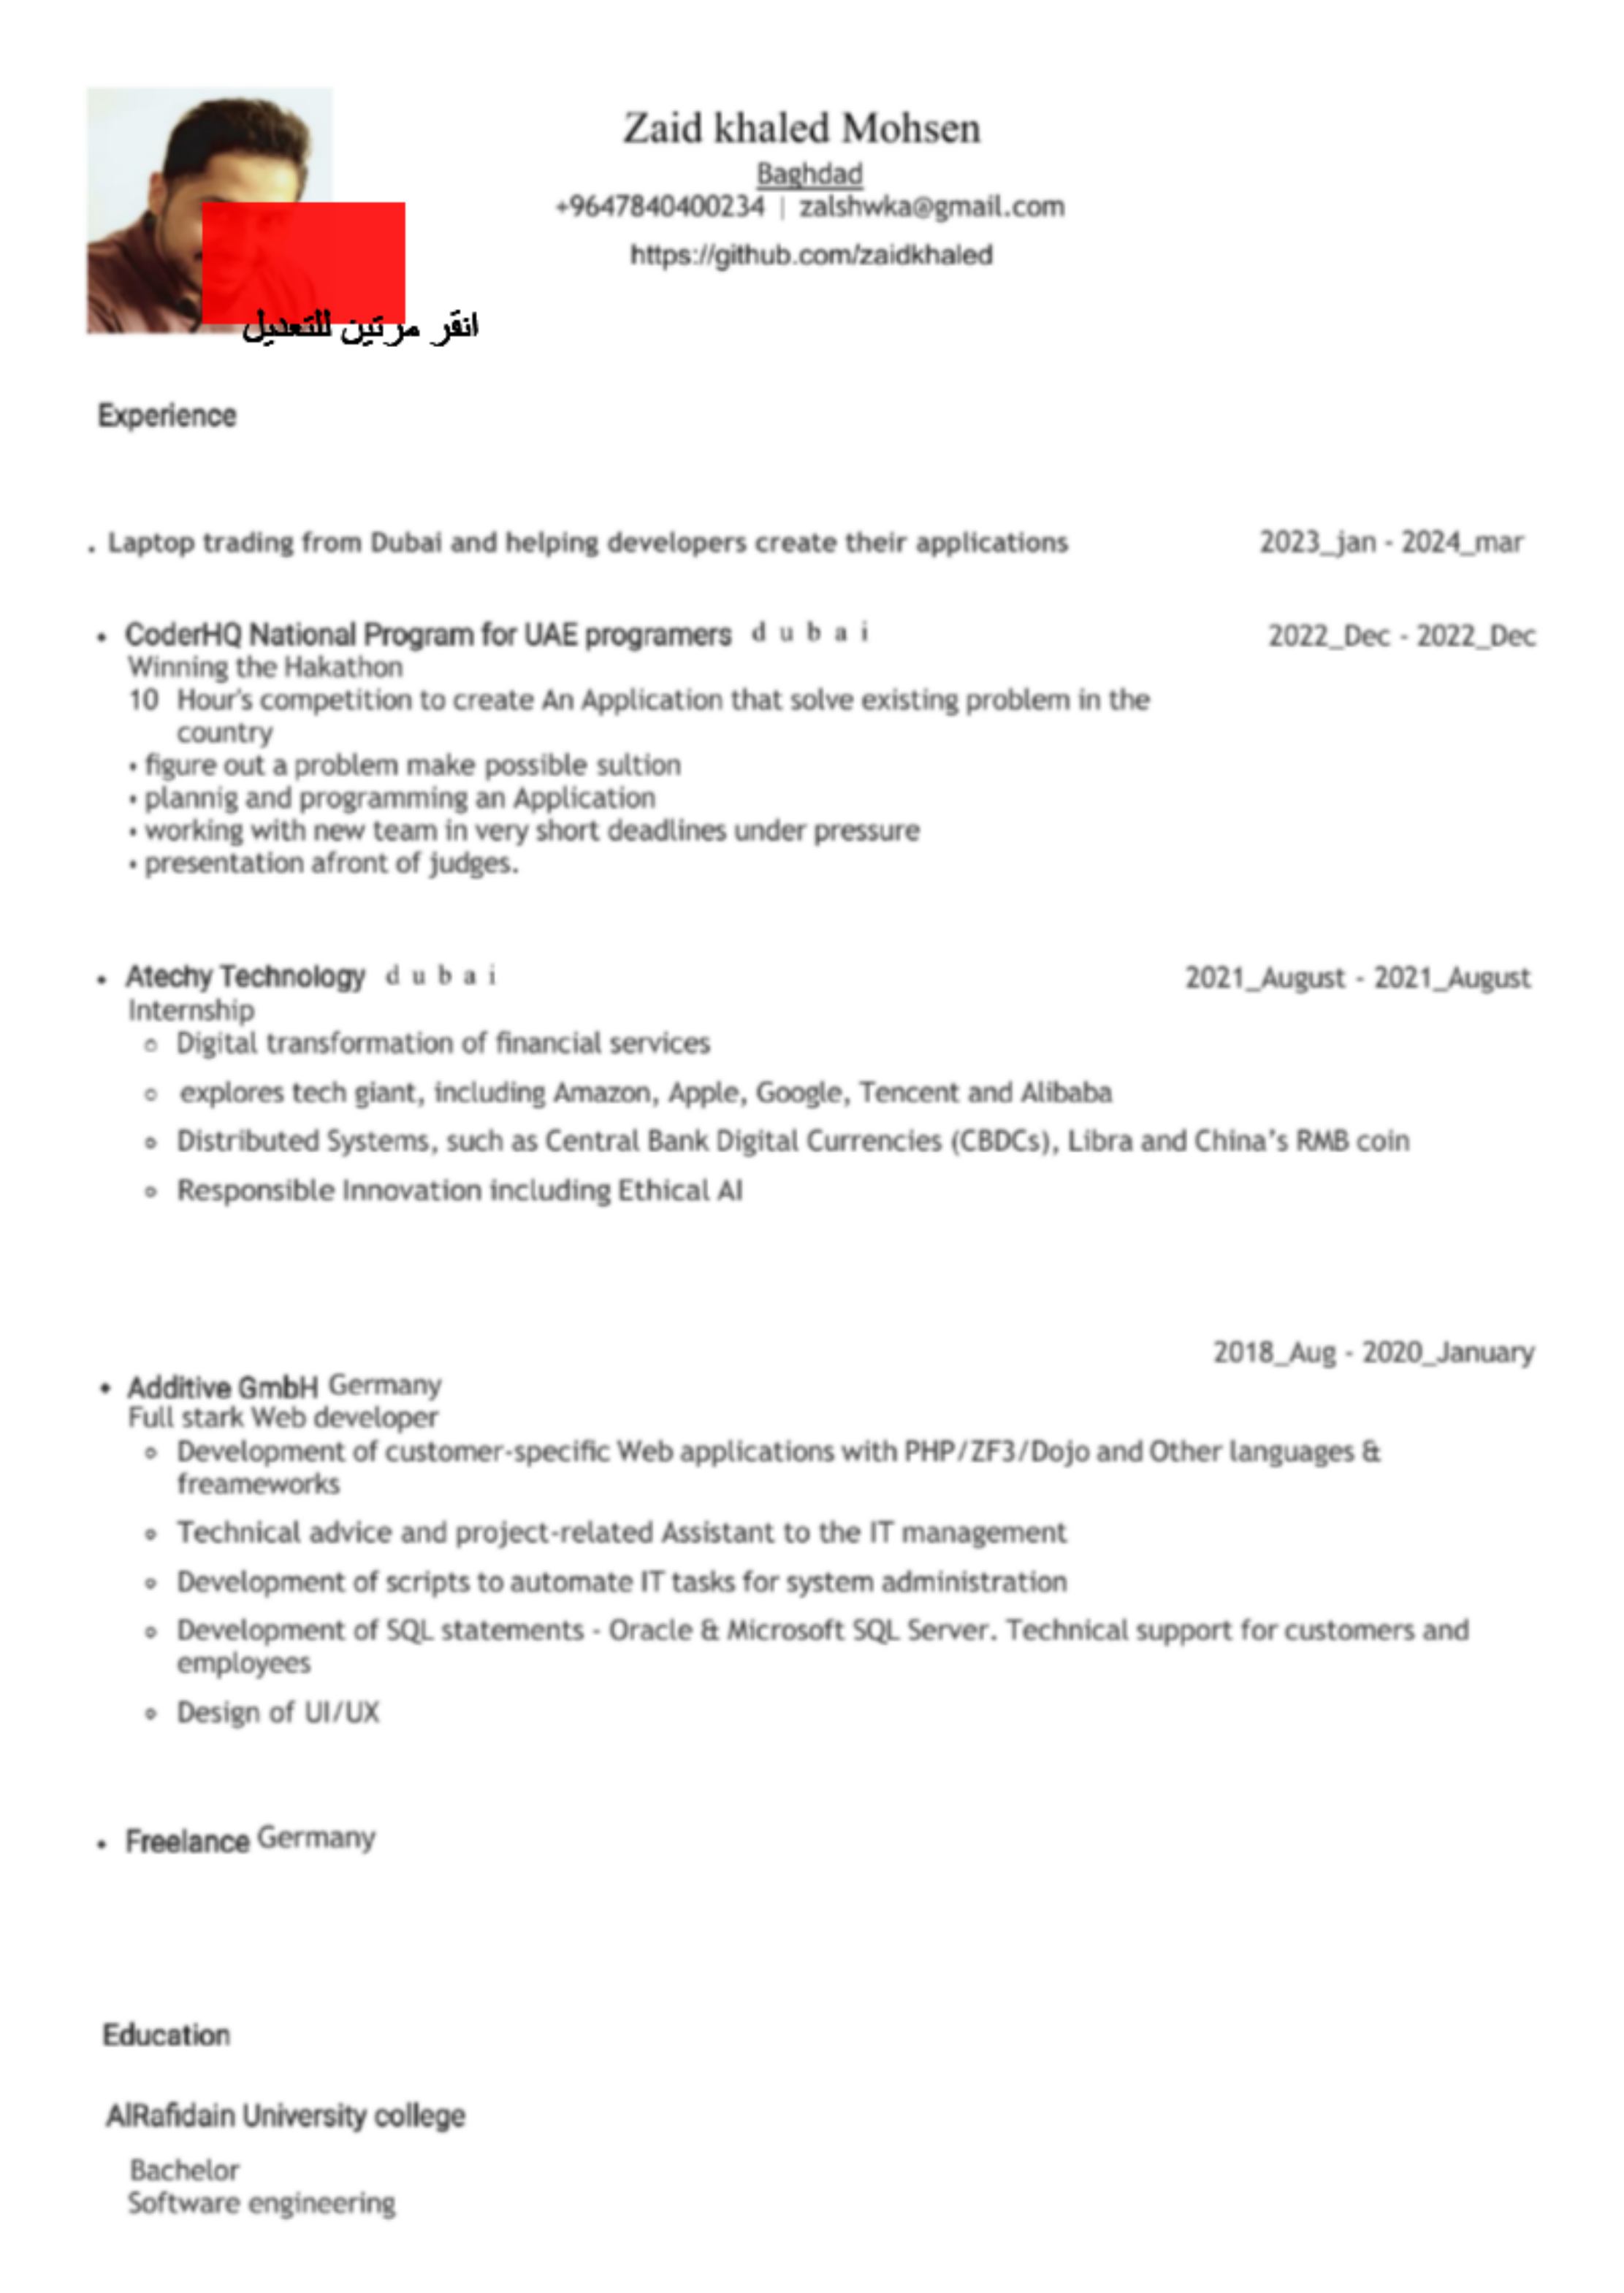 Zaid khaled Mohsen
Baghdad
+9647840400234 | zalshwka@gmail.com
https://github.com/zaidkhaled
انقر مرتين للتعديل
Experience
. Laptop trading from Dubai and helping developers create their applications 2023_jan - 2024_mar
• CoderHQ National Program for UAE programers dubai 2022_Dec - 2022_Dec
Winning the Hakathon
10 Hour's competition to create An Application that solve existing problem in the
country
• figure out a problem make possible sultion
• plannig and programming an Application
• working with new team in very short deadlines under pressure
• presentation afront of judges.
• Atechy Technology dubai 2021_August - 2021_August
Internship
○ Digital transformation of financial services
○ explores tech giant, including Amazon, Apple, Google, Tencent and Alibaba
○ Distributed Systems, such as Central Bank Digital Currencies (CBDCs), Libra and China’s RMB coin
○ Responsible Innovation including Ethical AI
2018_Aug - 2020_January
• Additive GmbH Germany
Full stark Web developer
○ Development of customer-specific Web applications with PHP/ZF3/Dojo and Other languages &
freameworks
○ Technical advice and project-related Assistant to the IT management
○ Development of scripts to automate IT tasks for system administration
○ Development of SQL statements - Oracle & Microsoft SQL Server. Technical support for customers and
employees
○ Design of UI/UX
• Freelance Germany
Education
AlRafidain University college
Bachelor
Software engineering